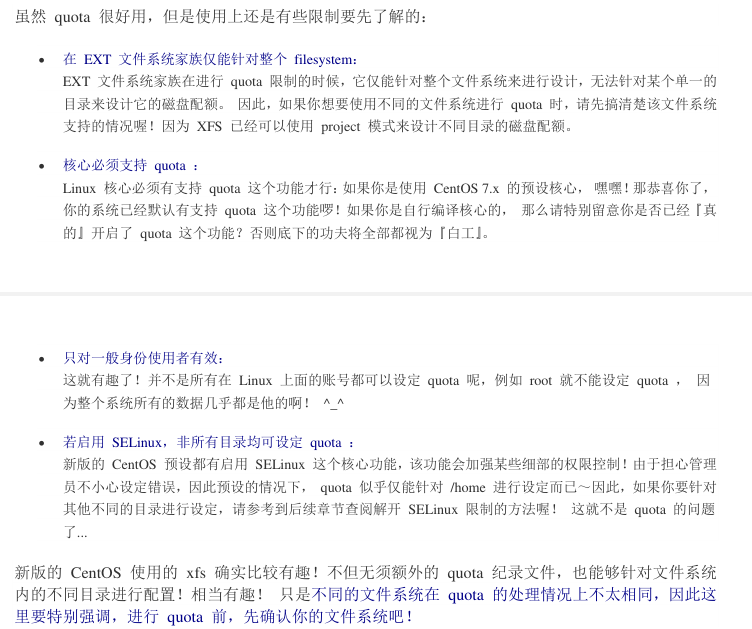 虽然 quota 很好用，但是使用上还是有些限制要先了解的：
• 在 EXT 文件系统家族仅能针对整个 filesystem：
EXT 文件系统家族在进行 quota 限制的时候，它仅能针对整个文件系统来进行设计，无法针对某个单一的
目录来设计它的磁盘配额。 因此，如果你想要使用不同的文件系统进行 quota 时，请先搞清楚该文件系统
支持的情况喔！因为 XFS 已经可以使用 project 模式来设计不同目录的磁盘配额。
• 核心必须支持 quota ：
Linux 核心必须有支持 quota 这个功能才行：如果你是使用 CentOS 7.x 的预设核心， 嘿嘿！那恭喜你了，
你的系统已经默认有支持 quota 这个功能啰！如果你是自行编译核心的， 那么请特别留意你是否已经『真
的』开启了 quota 这个功能？否则底下的功夫将全部都视为『白工』。
• 只对一般身份使用者有效：
这就有趣了！并不是所有在 Linux 上面的账号都可以设定 quota 呢，例如 root 就不能设定 quota ， 因
为整个系统所有的数据几乎都是他的啊！ ^_^
• 若启用 SELinux，非所有目录均可设定 quota ：
新版的 CentOS 预设都有启用 SELinux 这个核心功能，该功能会加强某些细部的权限控制！由于担心管理
员不小心设定错误，因此预设的情况下， quota 似乎仅能针对 /home 进行设定而已～因此，如果你要针对
其他不同的目录进行设定，请参考到后续章节查阅解开 SELinux 限制的方法喔！ 这就不是 quota 的问题
了...
新版的 CentOS 使用的 xfs 确实比较有趣！不但无须额外的 quota 纪录文件，也能够针对文件系统
内的不同目录进行配置！相当有趣！ 只是不同的文件系统在 quota 的处理情况上不太相同，因此这
里要特别强调，进行 quota 前，先确认你的文件系统吧！